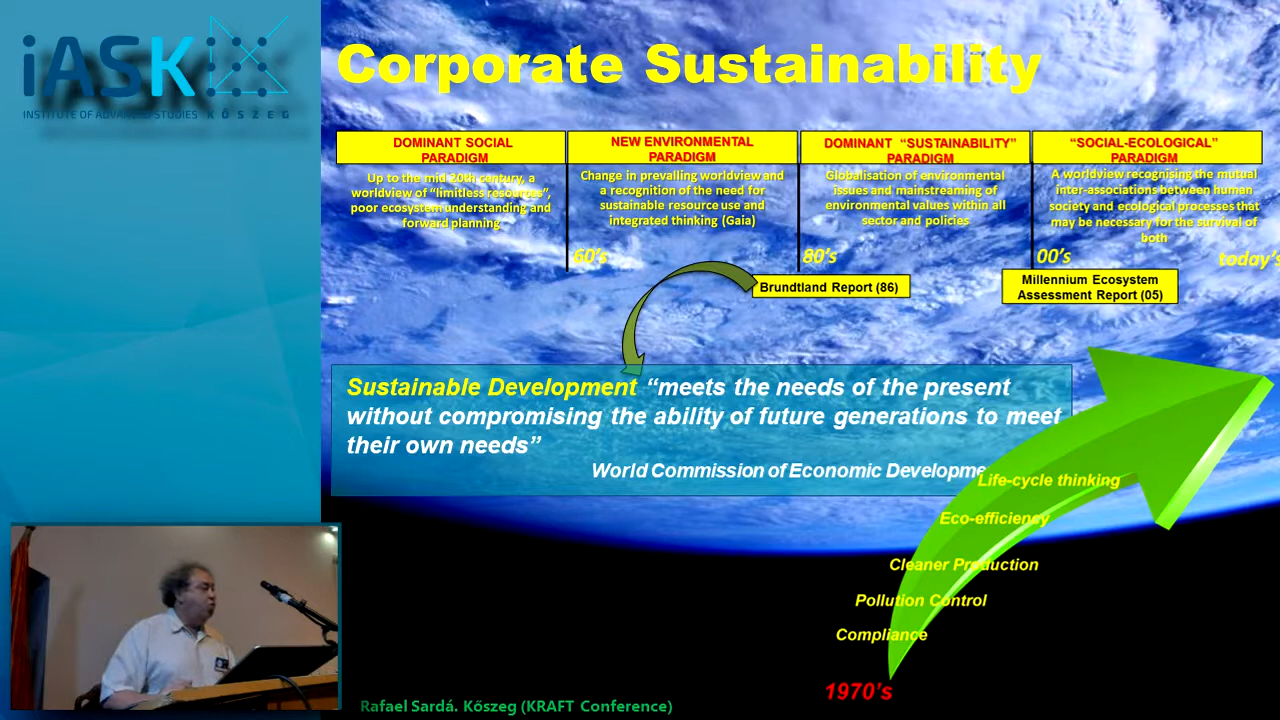 iASK
INSTITUTE OF ADVANCED STUDIES KŐSZEG
Corporate Sustainability
DOMINANT SOCIAL
PARADIGM
Up to the mid 20th century, a
worldview of “limitless resources”,
poor ecosystem understanding and
forward planning
NEW ENVIRONMENTAL
PARADIGM
Change in prevailing worldview and
a recognition of the need for
sustainable resource use and
integrated thinking (Gaia)
DOMINANT “SUSTAINABILITY”
PARADIGM
Globalisation of environmental
issues and mainstreaming of
environmental values within all
sector and policies
“SOCIAL-ECOLOGICAL”
PARADIGM
A worldview recognising the mutual
inter-associations between human
society and ecological processes that
may be necessary for the survival of
both
60’s
80’s
00’s
today’s
Brundtland Report (86)
Millennium Ecosystem
Assessment Report (05)
Sustainable Development “meets the needs of the present
without compromising the ability of future generations to meet
their own needs”
World Commission of Economic Developme
Life-cycle thinking
Eco-efficiency
Cleaner Production
Pollution Control
Compliance
1970’s
Rafael Sardá. Kőszeg (KRAFT Conference)